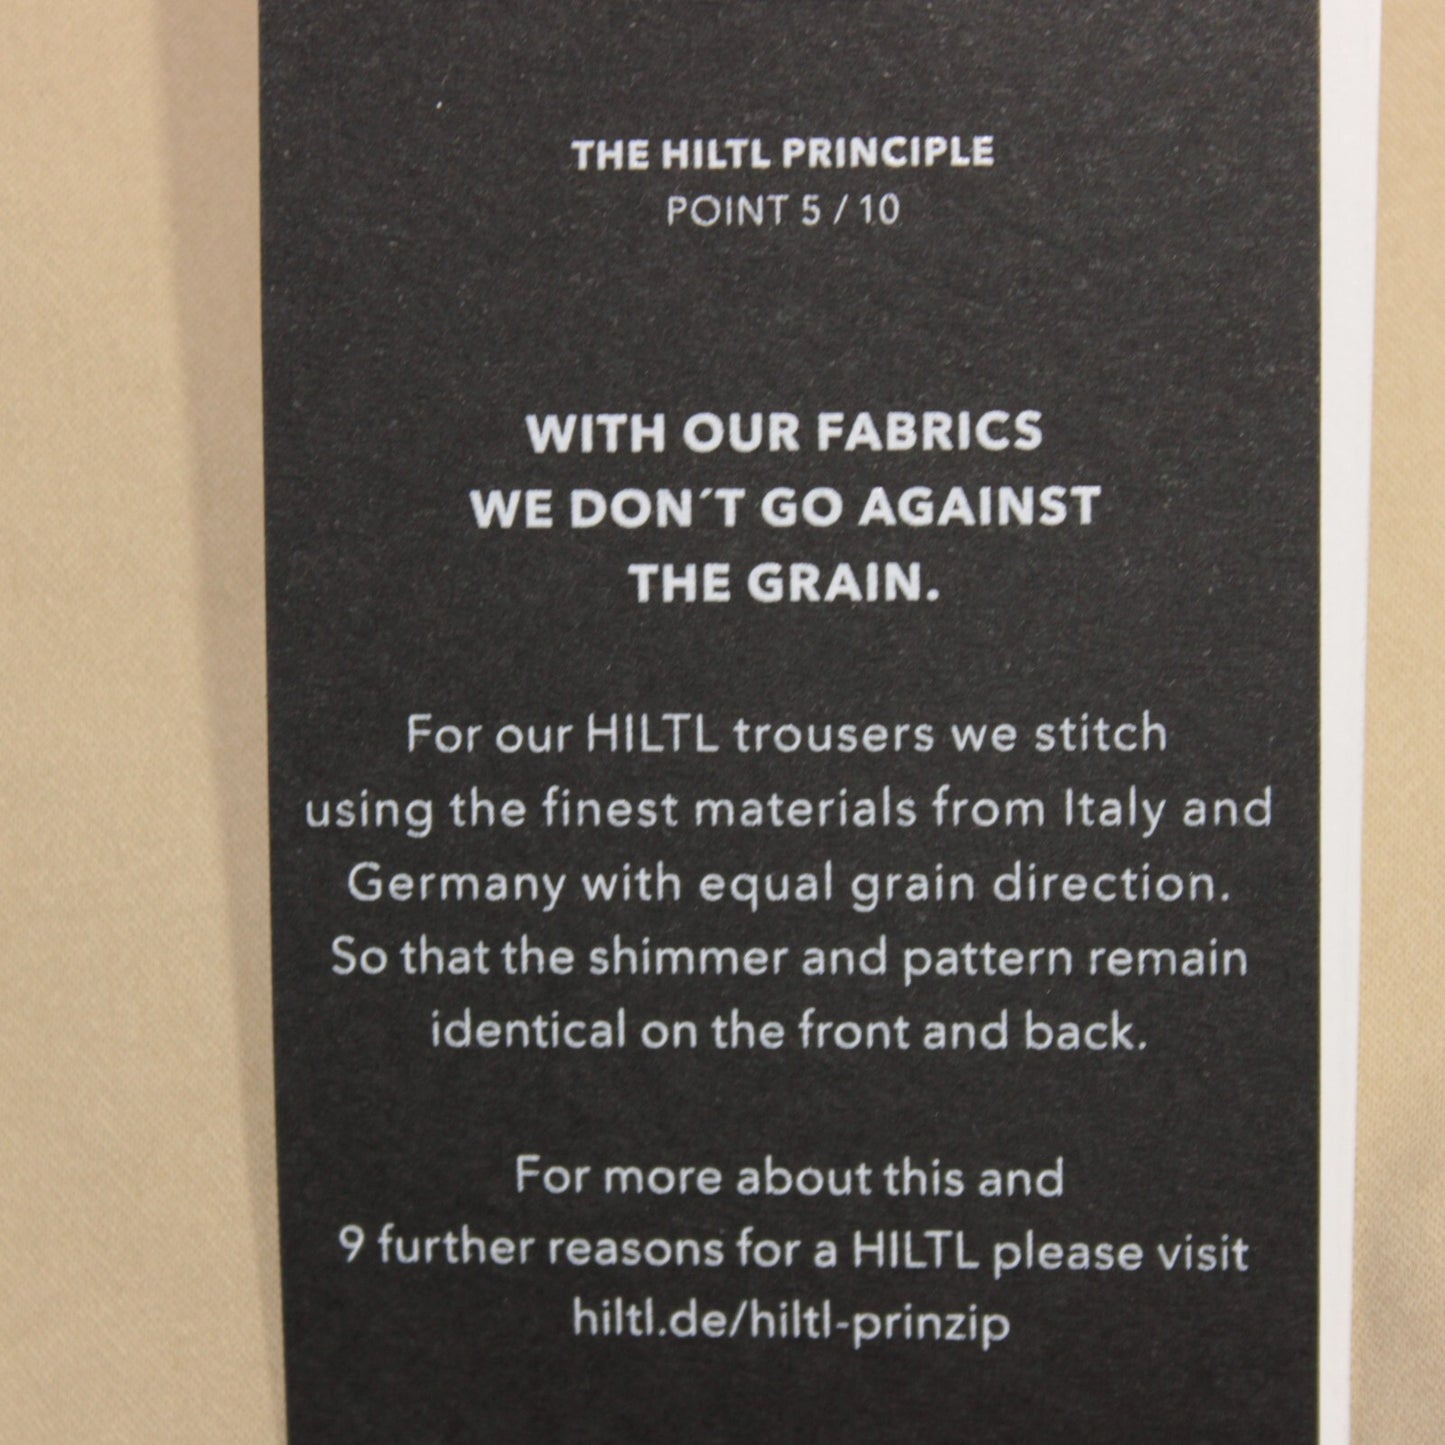 THE HILTL PRINCIPLE
POINT 5 / 10
WITH OUR FABRICS
WE DON´T GO AGAINST
THE GRAIN.
For our HILTL trousers we stitch
using the finest materials from Italy and
Germany with equal grain direction.
So that the shimmer and pattern remain
identical on the front and back.
For more about this and
9 further reasons for a HILTL please visit
hiltl.de/hiltl-prinzip